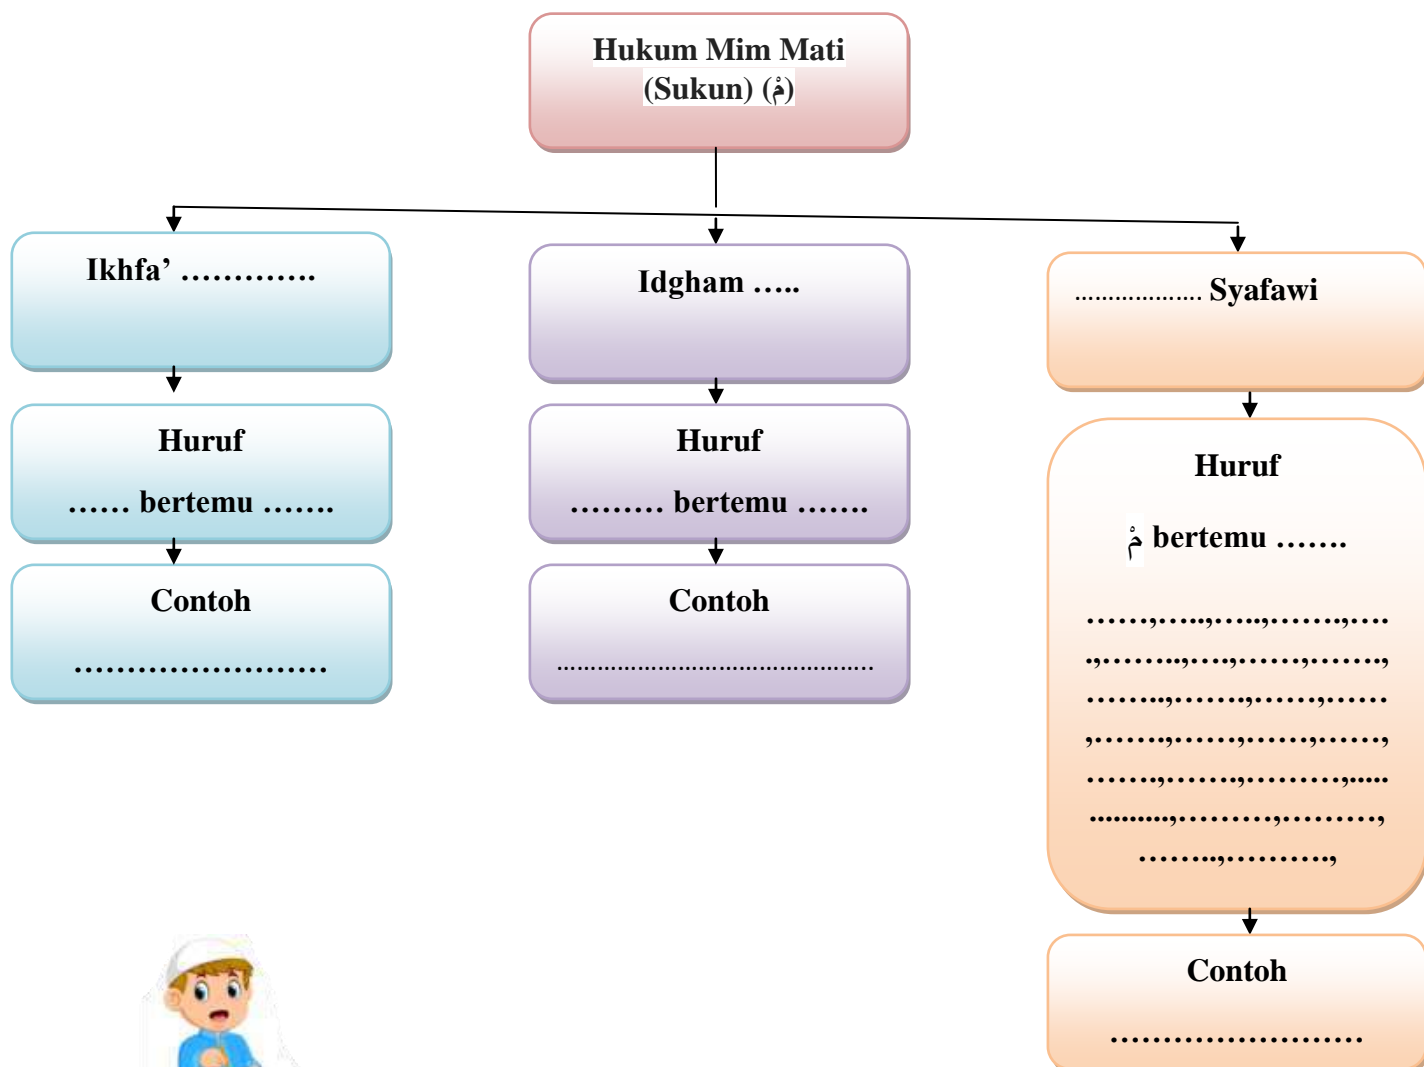 Hukum Mim Mati
(Sukun) (مْ)
Ikhfa’ ………….
Idgham …..
………………. Syafawi
Huruf
…… bertemu …….
Huruf
……… bertemu …….
Huruf
مْ bertemu …….
……,…..,…..,…….,….
.,……..,….,……,…….,
……..,…….,……,……
,…….,……,……,……,
…….,…….,………,.....
..........,………,………,
……..,……….,
Contoh
……………………
Contoh
……………………………………….
Contoh
……………………